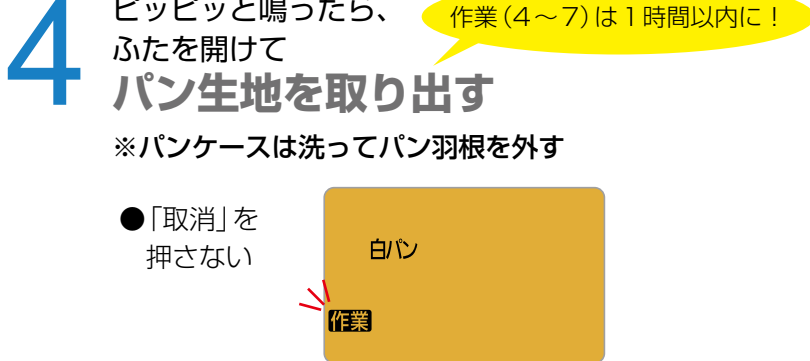 4
ピッピッと鳴ったら、
ふたを開けて
パン生地を取り出す
作業(4～7)は1時間以内に！
※パンケースは洗ってパン羽根を外す
●「取消」を
押さない
白パン
作業